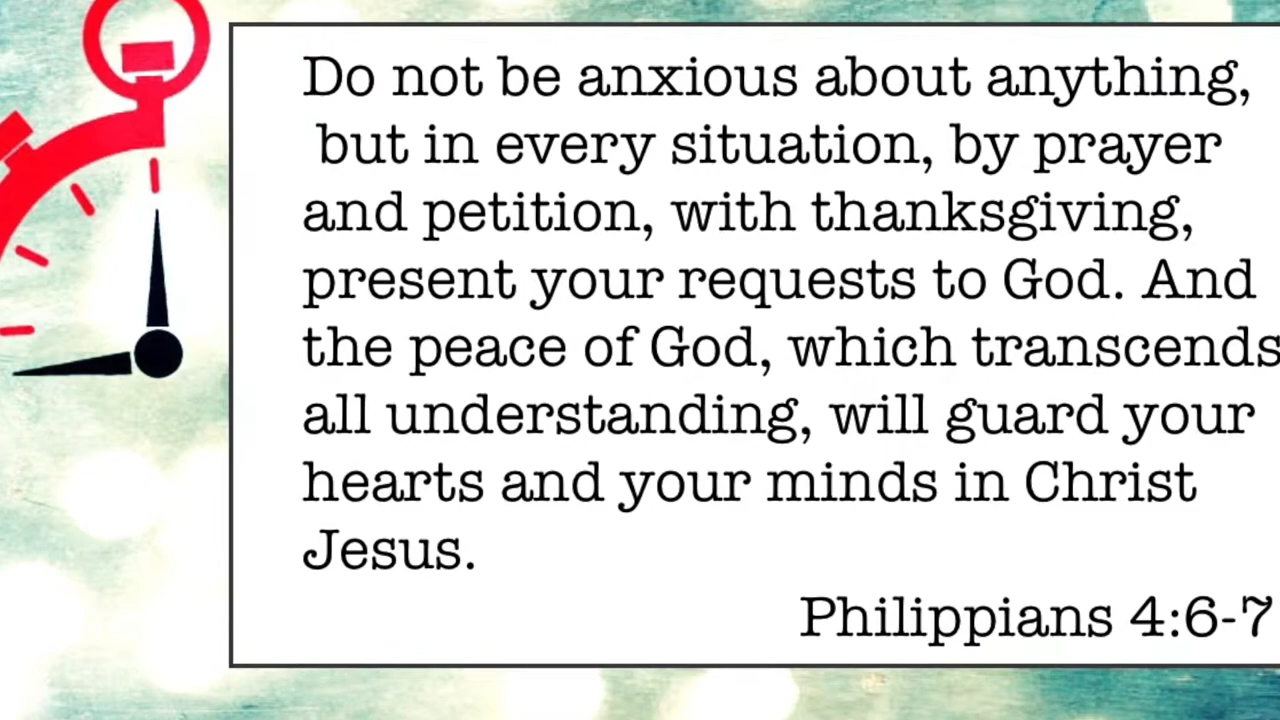 Do not be anxious about anything,
but in every situation, by prayer
and petition, with thanksgiving,
present your requests to God. And
the peace of God, which transcends
all understanding, will guard your
hearts and your minds in Christ
Jesus.
Philippians 4:6-7